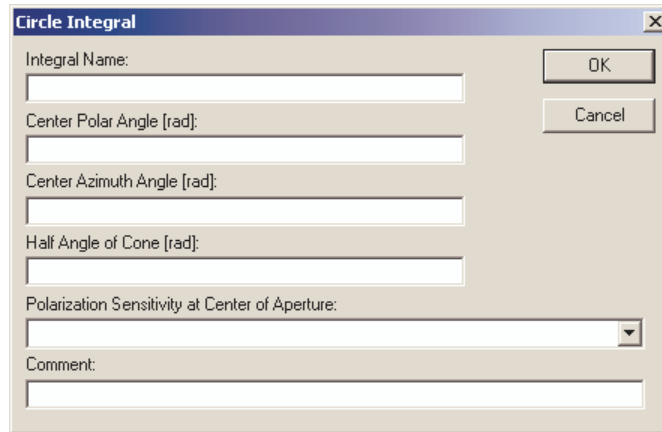 Circle Integral
Integral Name:
OK
Center Polar Angle [rad]:
Cancel
Center Azimuth Angle [rad]:
Half Angle of Cone [rad]:
Polarization Sensitivity at Center of Aperture:
Comment: